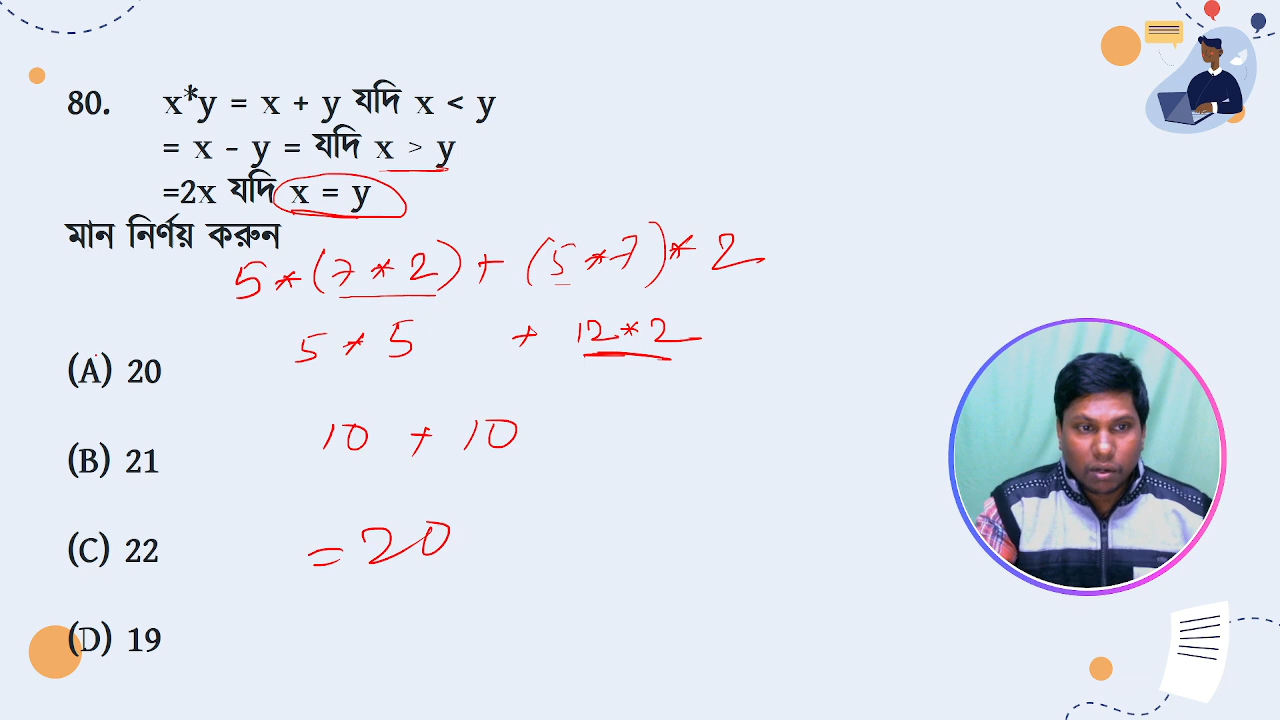 80. x*y = x + y যদি x < y
= x - y = যদি x > y
=2x যদি x = y
মান নির্ণয় করুন
5*(7*2)+(5*7)*2
5*5 + 12*2
(A) 20
10 + 10
(B) 21
=20
(C) 22
(D) 19